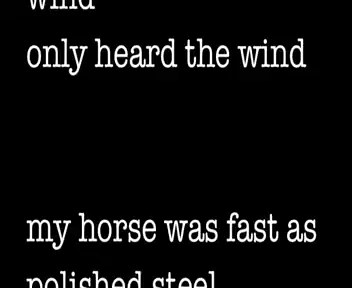 wind
only heard the wind
my horse was fast as
polished steel